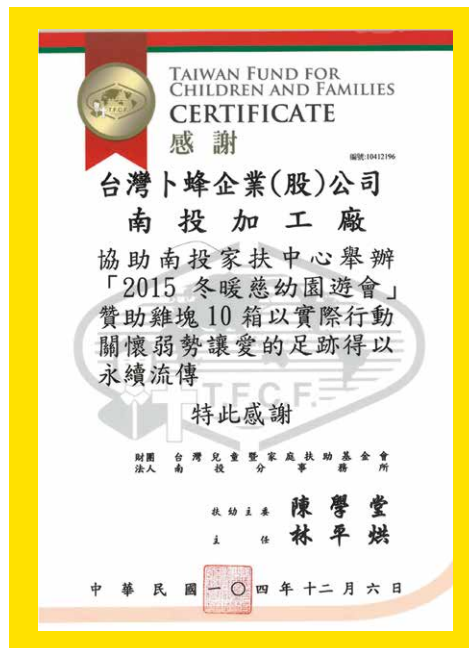 TAIWAN FUND FOR
CHILDREN AND FAMILIES
CERTIFICATE
感謝
編號:10412196
台灣卜蜂企業(股)公司
南投加工廠
協助南投家扶中心舉辦
「2015 冬暖慈幼園遊會」
贊助雞塊10箱以實際行動
關懷弱勢讓愛的足跡得以
永續流傳
T.F.C.F.
特此感謝
財團法人 台灣兒童暨家庭扶助基金會
南投分事務所
扶幼主委 陳學堂
主任 林平烘
中華民國一〇四年十二月六日